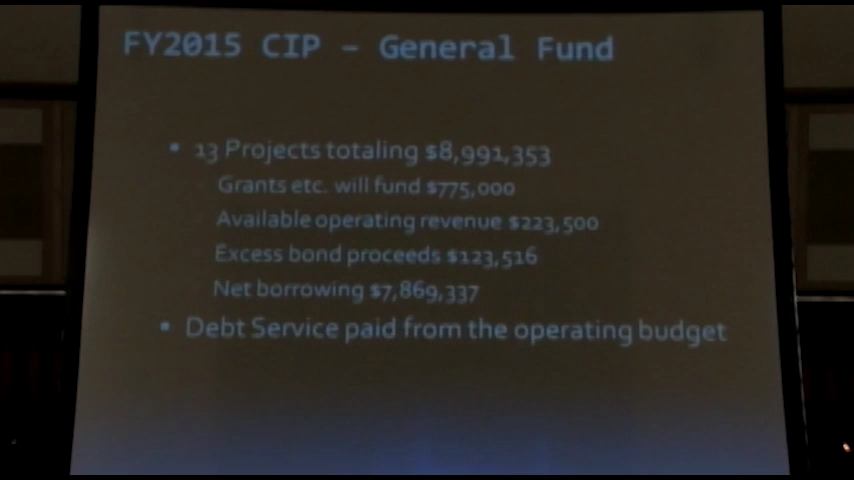 FY2015 CIP – General Fund
▪ 13 Projects totaling $8,991,353
Grants etc. will fund $775,000
Available operating revenue $223,500
Excess bond proceeds $123,516
Net borrowing $7,869,337
▪ Debt Service paid from the operating budget